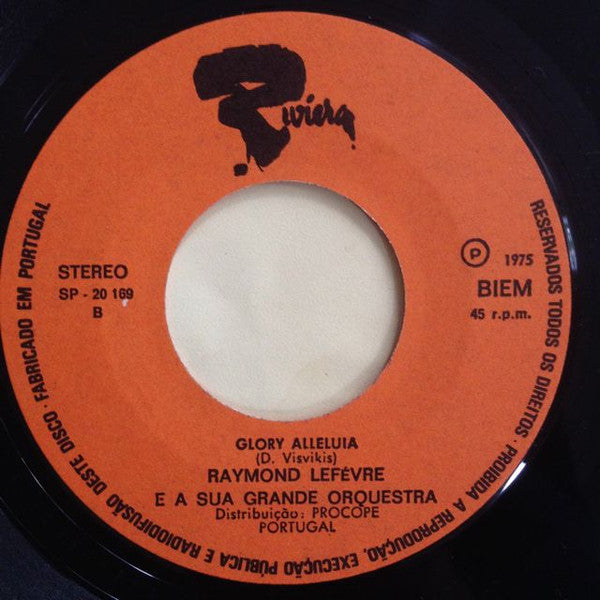 Riviera
STEREO
SP - 20 169
B
Ⓟ 1975
BIEM
45 r.p.m.
GLORY ALLELUIA
(D. Visvikis)
RAYMOND LEFÉVRE
E A SUA GRANDE ORQUESTRA
Distribuição: PROCOPE
PORTUGAL
RESERVADOS TODOS OS DIREITOS · PROIBIDA A REPRODUÇÃO, EXECUÇÃO PÚBLICA E RADIODIFUSÃO DESTE DISCO · FABRICADO EM PORTUGAL